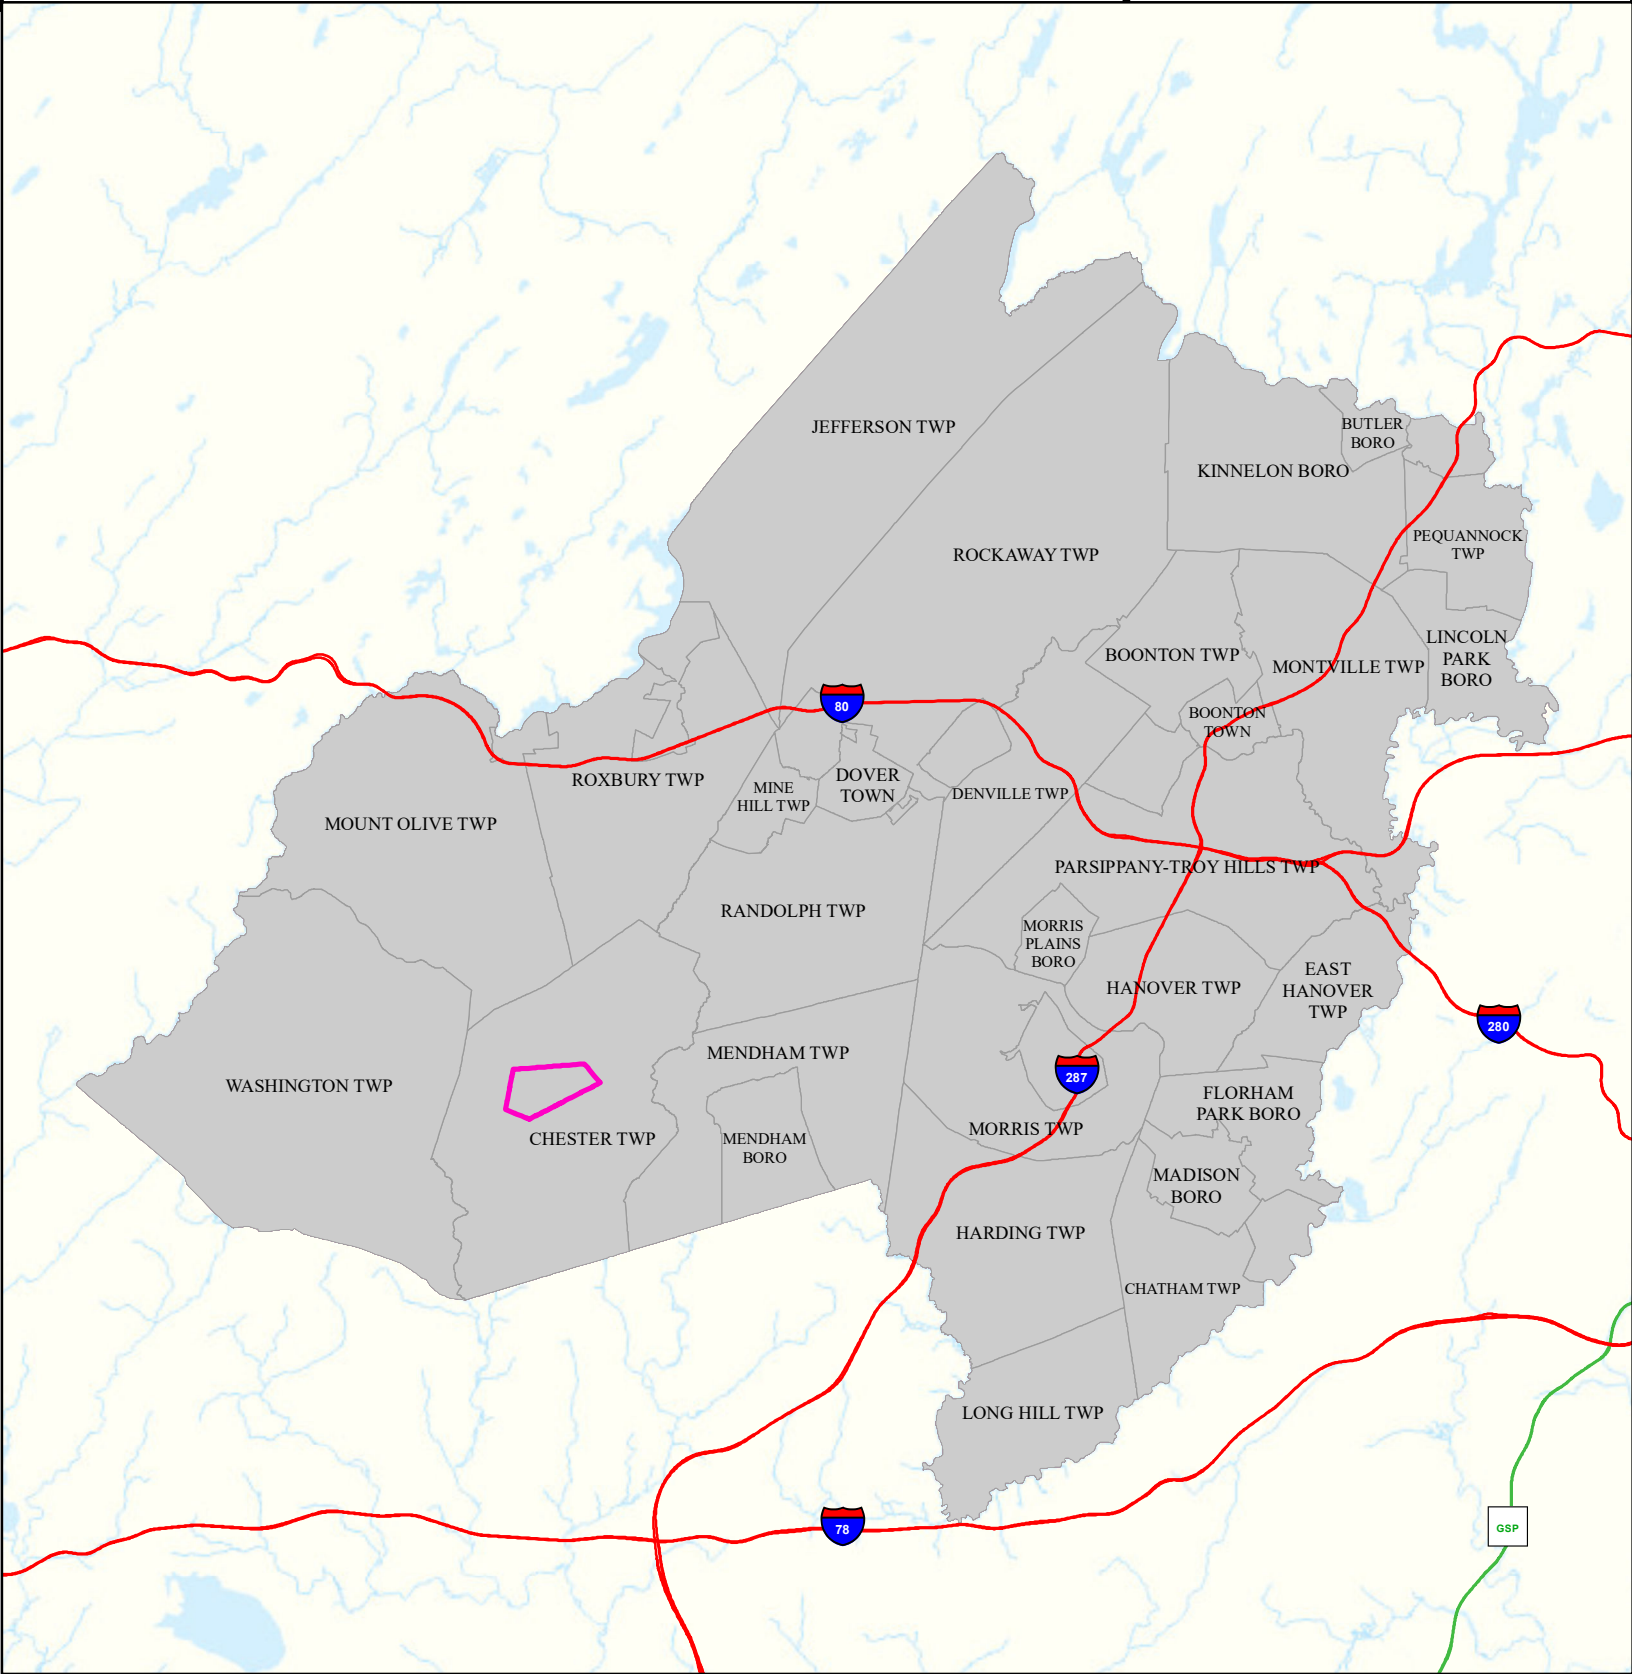 JEFFERSON TWP
BUTLER
BORO
KINNELON BORO
PEQUANNOCK
TWP
ROCKAWAY TWP
LINCOLN
PARK
BORO
BOONTON TWP
MONTVILLE TWP
80
BOONTON
TOWN
ROXBURY TWP
MINE
HILL TWP
DOVER
TOWN
DENVILLE TWP
MOUNT OLIVE TWP
PARSIPPANY-TROY HILLS TWP
RANDOLPH TWP
MORRIS
PLAINS
BORO
EAST
HANOVER
TWP
HANOVER TWP
280
MENDHAM TWP
287
WASHINGTON TWP
FLORHAM
PARK BORO
CHESTER TWP
MENDHAM
BORO
MORRIS TWP
MADISON
BORO
HARDING TWP
CHATHAM TWP
LONG HILL TWP
78
GSP